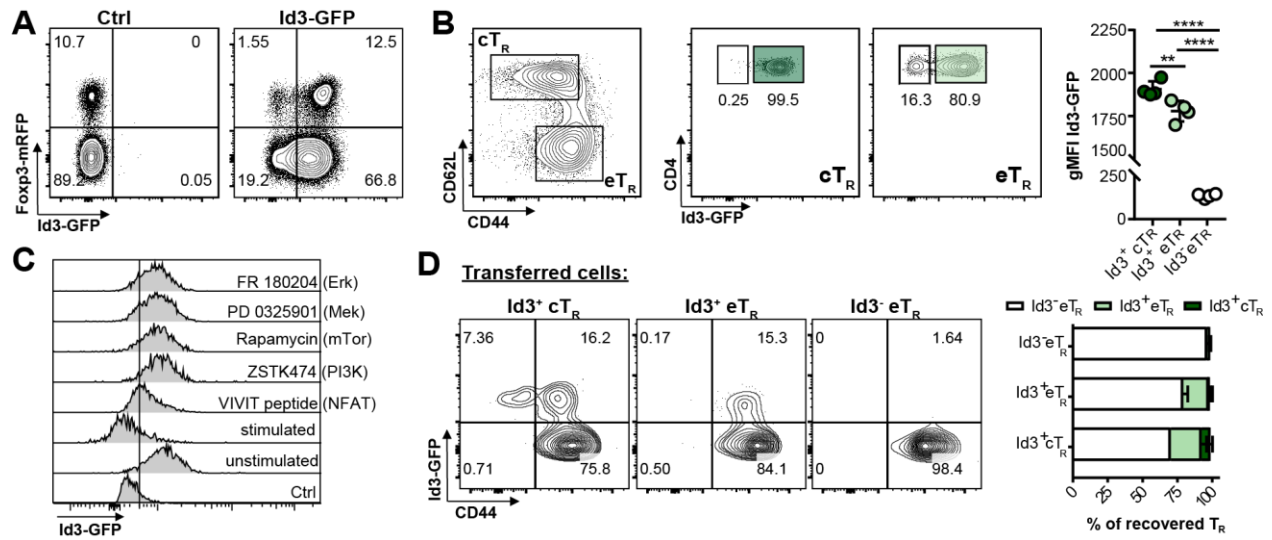 A
Ctrl
Id3-GFP
10.7
0
89.2
0.05
1.55
12.5
19.2
66.8
Foxp3-mRFP
Id3-GFP
B
cTR
eTR
CD62L
CD44
0.25
99.5
cTR
CD4
Id3-GFP
16.3
80.9
eTR
gMFI Id3-GFP
2250
2000
1750
1500
250
0
****
****
**
Id3+ cTR
Id3+ eTR
Id3- eTR
C
FR 180204 (Erk)
PD 0325901 (Mek)
Rapamycin (mTor)
ZSTK474 (PI3K)
VIVIT peptide (NFAT)
stimulated
unstimulated
Ctrl
Id3-GFP
D
Transferred cells:
Id3+ cTR
Id3+ eTR
Id3- eTR
7.36
16.2
0.71
75.8
0.17
15.3
0.50
84.1
0
1.64
0
98.4
Id3-GFP
CD44
Id3-eTR
Id3+eTR
Id3+cTR
Id3-eTR
Id3+eTR
Id3+cTR
0
25
50
75
100
% of recovered TR